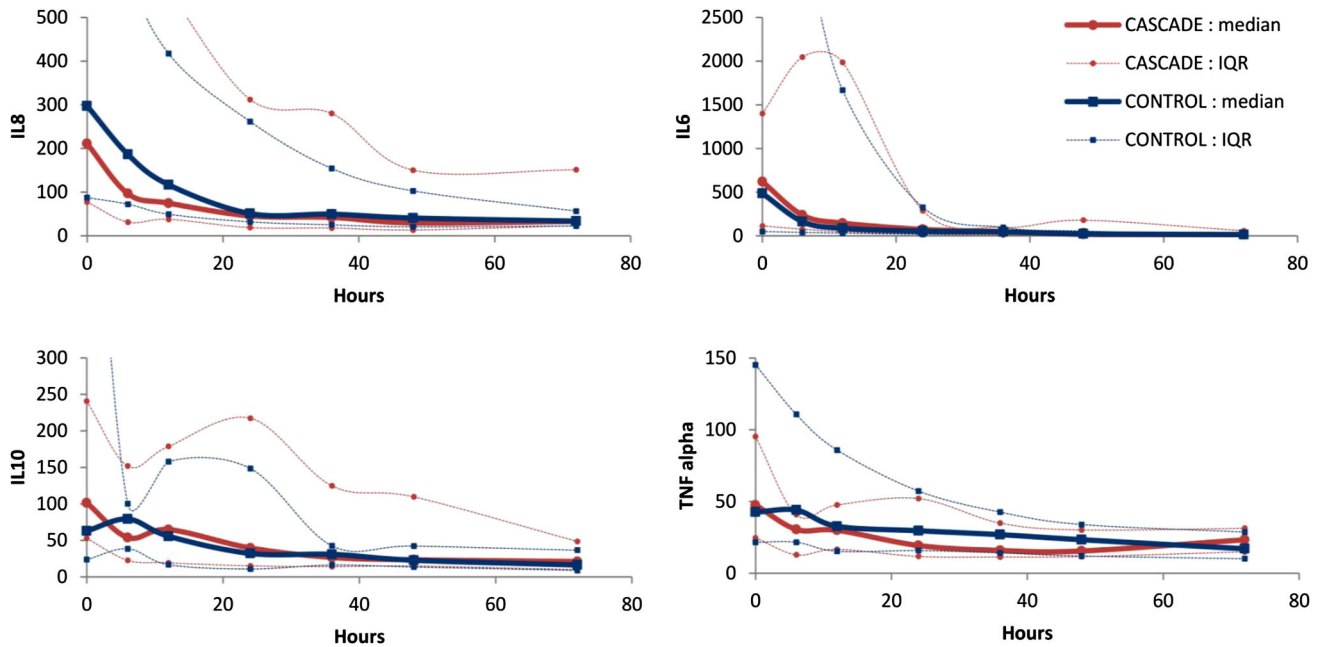 IL8
500
400
300
200
100
0
0 20 40 60 80
Hours
IL6
2500
2000
1500
1000
500
0
0 20 40 60 80
Hours
CASCADE : median
CASCADE : IQR
CONTROL : median
CONTROL : IQR
IL10
300
250
200
150
100
50
0
0 20 40 60 80
Hours
TNF alpha
150
100
50
0
0 20 40 60 80
Hours